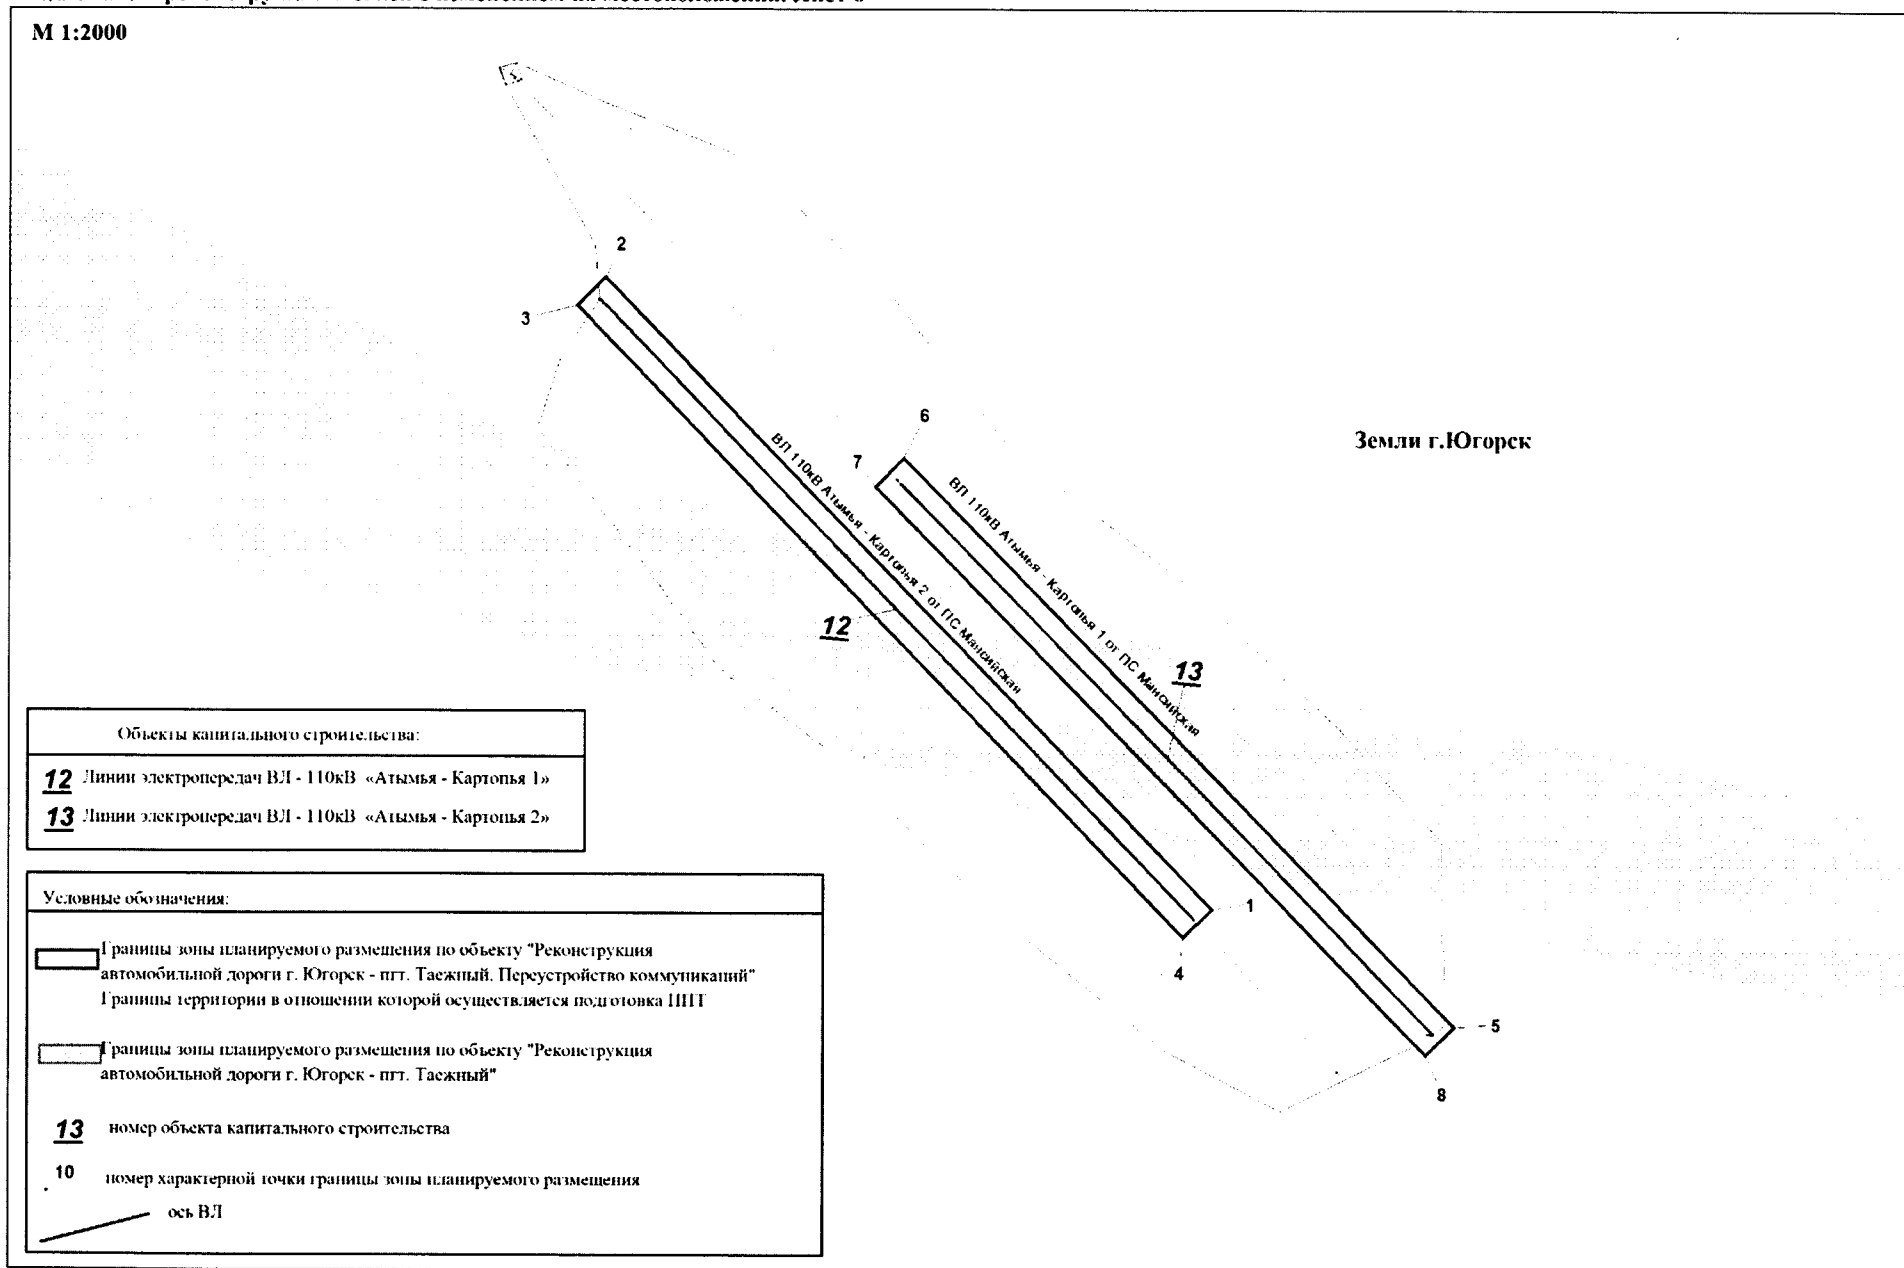 М 1:2000
2
3
6
7
Земли г.Югорск
ВЛ 110кВ Атымья - Картопья 2 от ПС Мансийская
ВЛ 110кВ Атымья - Картопья 1 от ПС Мансийская
12
13
1
4
5
8
Объекты капитального строительства:
12 Линии электропередач ВЛ - 110кВ «Атымья - Картопья 1»
13 Линии электропередач ВЛ - 110кВ «Атымья - Картопья 2»
Условные обозначения:
Границы зоны планируемого размещения по объекту "Реконструкция
автомобильной дороги г. Югорск - пгт. Таежный. Переустройство коммуникаций"
Границы территории в отношении которой осуществляется подготовка ППТ
Границы зоны планируемого размещения по объекту "Реконструкция
автомобильной дороги г. Югорск - пгт. Таежный"
13 номер объекта капитального строительства
10 номер характерной точки границы зоны планируемого размещения
ось ВЛ